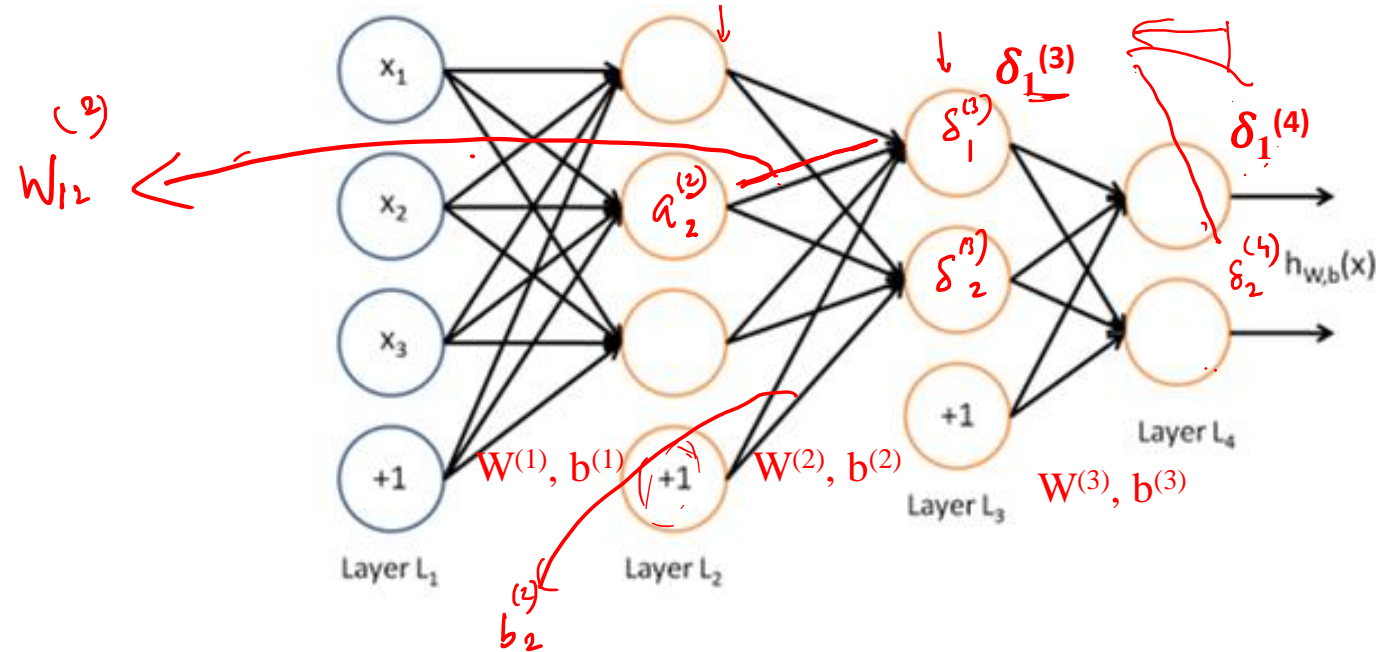 x₁
x₂
x₃
+1
W₁₂⁽²⁾
a₂⁽²⁾
+1
δ₁⁽³⁾
δ₁⁽³⁾
δ₂⁽³⁾
+1
δ₁⁽⁴⁾
δ₂⁽⁴⁾
h_W,b(x)
W⁽¹⁾, b⁽¹⁾
W⁽²⁾, b⁽²⁾
W⁽³⁾, b⁽³⁾
Layer L₁
Layer L₂
Layer L₃
Layer L₄
b₂⁽²⁾